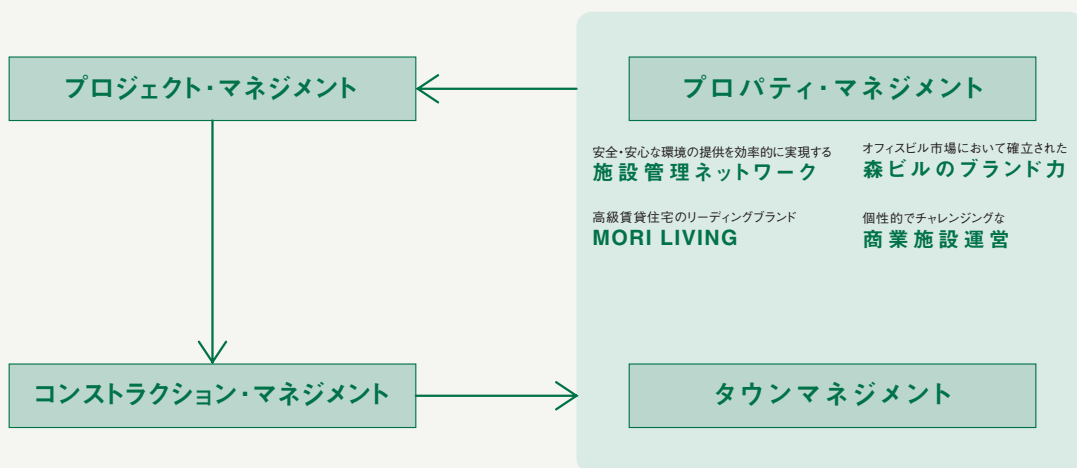 プロジェクト・マネジメント
プロパティ・マネジメント
安全・安心な環境の提供を効率的に実現する
施設管理ネットワーク
オフィスビル市場において確立された
森ビルのブランド力
高級賃貸住宅のリーディングブランド
MORI LIVING
個性的でチャレンジングな
商業施設運営
コンストラクション・マネジメント
タウンマネジメント